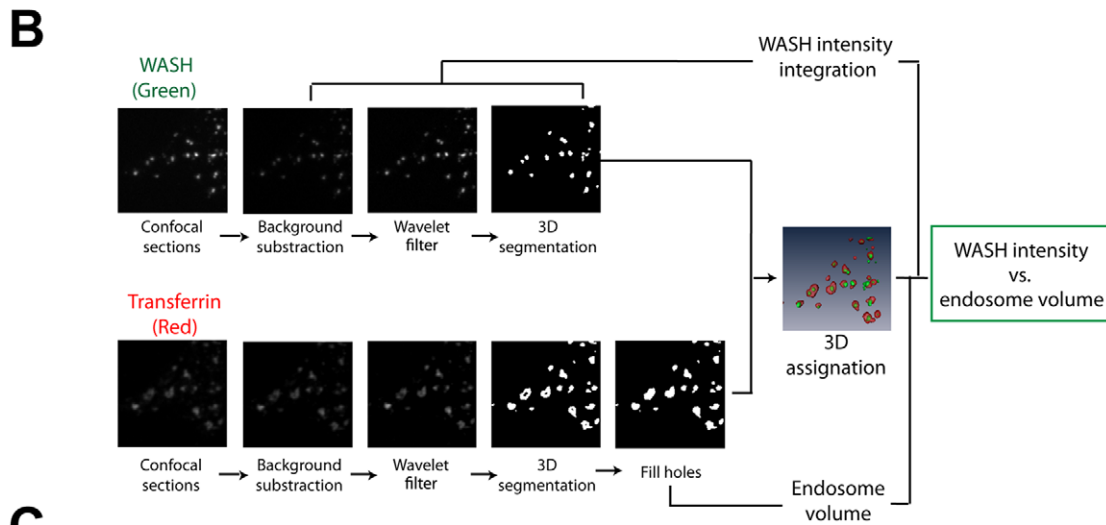 B
WASH
(Green)
WASH intensity
integration
Confocal
sections
Background
substraction
Wavelet
filter
3D
segmentation
WASH intensity
vs.
endosome volume
Transferrin
(Red)
3D
assignation
Confocal
sections
Background
substraction
Wavelet
filter
3D
segmentation
Fill holes
Endosome
volume